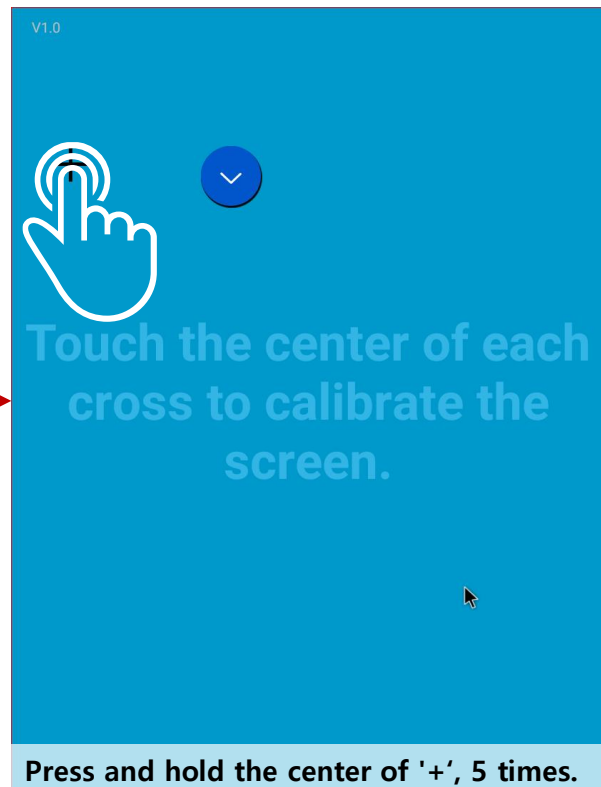 V1.0
Touch the center of each
cross to calibrate the
screen.
Press and hold the center of '+‘, 5 times.